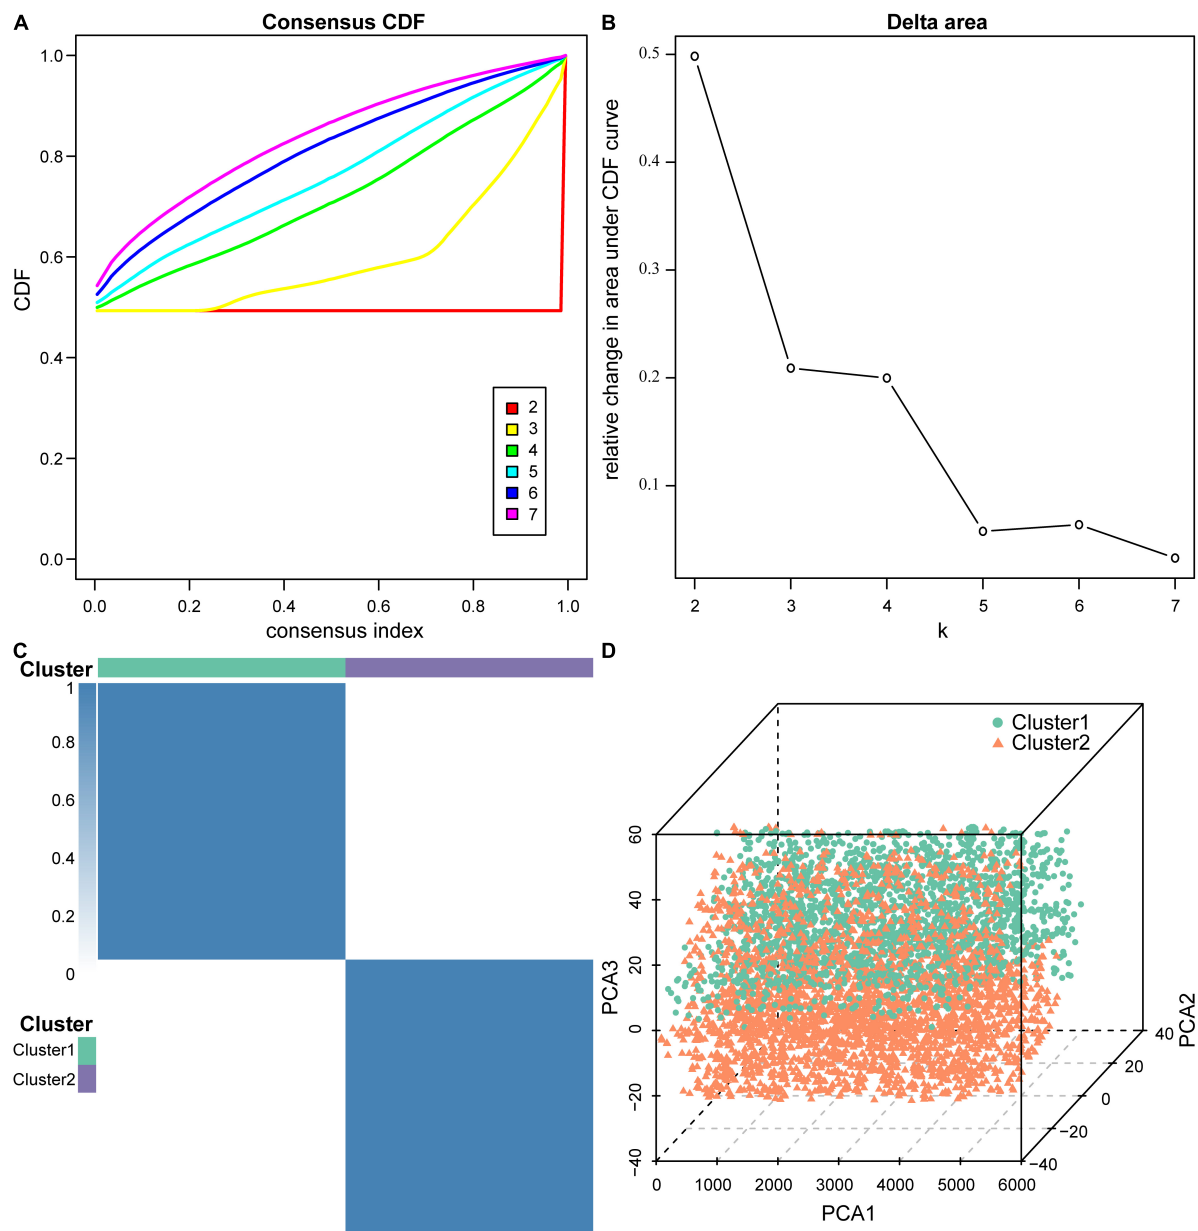 A
Consensus CDF
1.0
0.8
0.6
0.4
0.2
0.0
CDF
2
3
4
5
6
7
0.0 0.2 0.4 0.6 0.8 1.0
consensus index
B
Delta area
0.5
0.4
0.3
0.2
0.1
relative change in area under CDF curve
2 3 4 5 6 7
k
C
Cluster
1
0.8
0.6
0.4
0.2
0
Cluster
Cluster1
Cluster2
D
Cluster1
Cluster2
60
40
20
0
−20
−40
PCA3
40
20
0
−20
−40
PCA2
0 1000 2000 3000 4000 5000 6000
PCA1